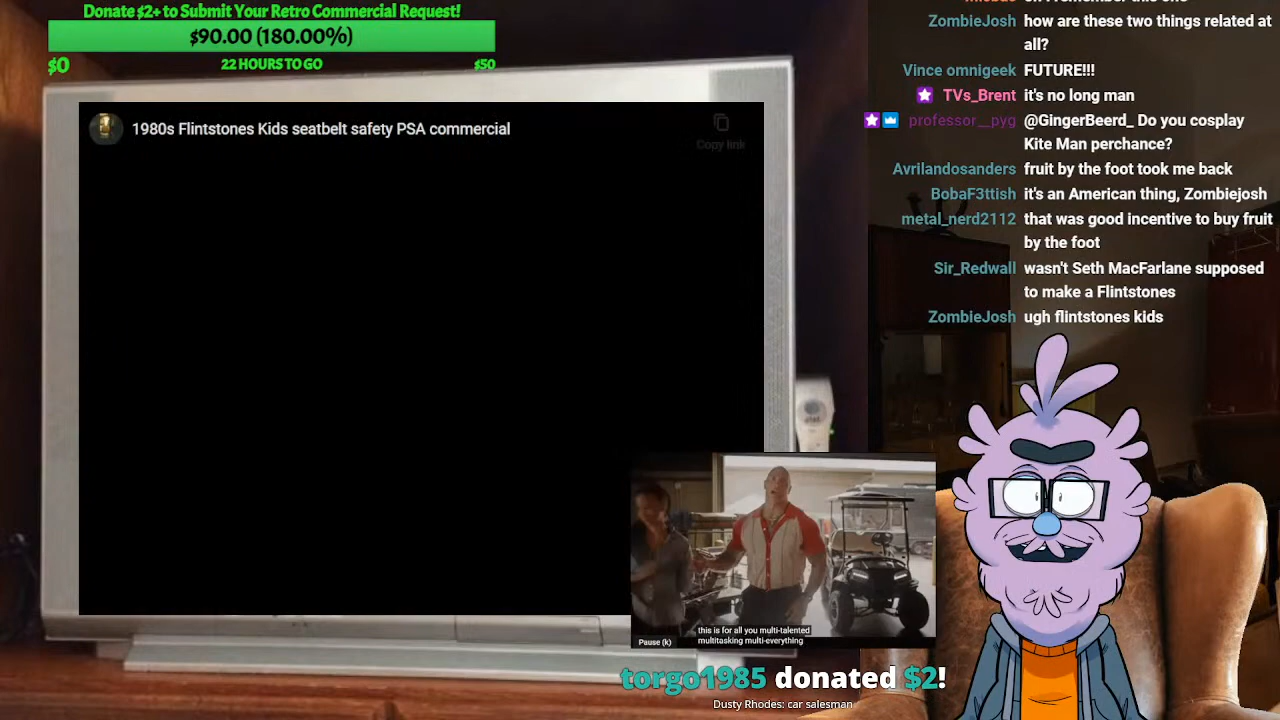 Donate $2+ to Submit Your Retro Commercial Request!
$90.00 (180.00%)
$0
22 HOURS TO GO
$50
1980s Flintstones Kids seatbelt safety PSA commercial
Copy link
ZombieJosh how are these two things related at
all?
Vince omnigeek FUTURE!!!
TVs_Brent it's no long man
professor__pyg @GingerBeerd_ Do you cosplay
Kite Man perchance?
Avrilandosanders fruit by the foot took me back
BobaF3ttish it's an American thing, Zombiejosh
metal_nerd2112 that was good incentive to buy fruit
by the foot
Sir_Redwall wasn't Seth MacFarlane supposed
to make a Flintstones
ZombieJosh ugh flintstones kids
this is for all you multi-talented
multitasking multi-everything
Pause (k)
torgo1985 donated $2!
Dusty Rhodes: car salesman